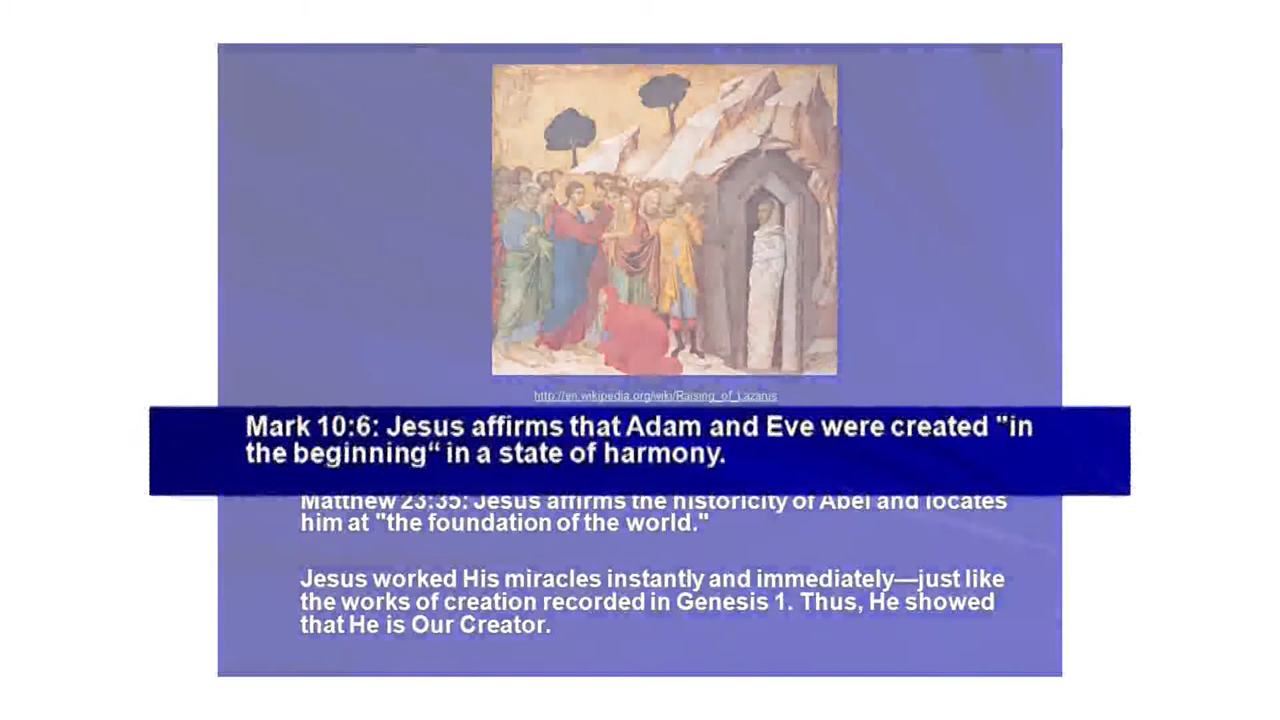 http://en.wikipedia.org/wiki/Raising_of_Lazarus
Mark 10:6: Jesus affirms that Adam and Eve were created "in
the beginning“ in a state of harmony.
Matthew 23:35: Jesus affirms the historicity of Abel and locates
him at "the foundation of the world."
Jesus worked His miracles instantly and immediately—just like
the works of creation recorded in Genesis 1. Thus, He showed
that He is Our Creator.